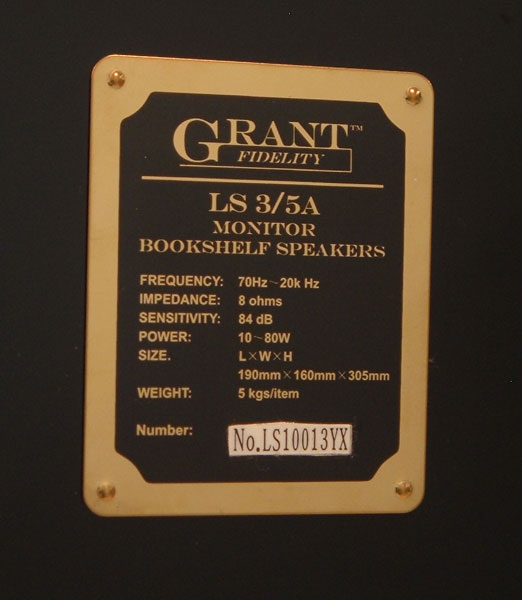 GRANT™
FIDELITY
LS 3/5A
MONITOR
BOOKSHELF SPEAKERS
FREQUENCY: 70Hz~20k Hz
IMPEDANCE: 8 ohms
SENSITIVITY: 84 dB
POWER: 10~80W
SIZE. L×W×H
190mm×160mm×305mm
WEIGHT: 5 kgs/item
Number: No.LS10013YX